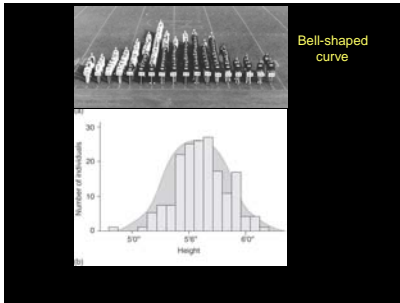 Bell-shaped
curve
(a)
30
20
10
0
Number of individuals
5'0"
5'6"
6'0"
Height
(b)